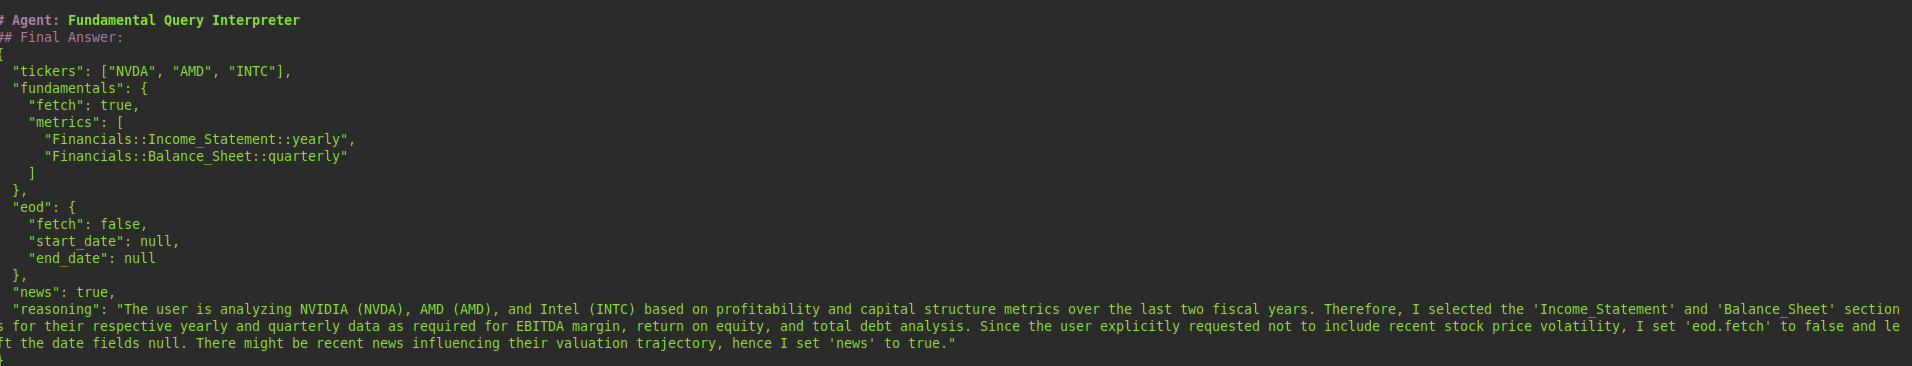 # Agent: Fundamental Query Interpreter
## Final Answer:
{
  "tickers": ["NVDA", "AMD", "INTC"],
  "fundamentals": {
    "fetch": true,
    "metrics": [
      "Financials::Income_Statement::yearly",
      "Financials::Balance_Sheet::quarterly"
    ]
  },
  "eod": {
    "fetch": false,
    "start_date": null,
    "end_date": null
  },
  "news": true,
  "reasoning": "The user is analyzing NVIDIA (NVDA), AMD (AMD), and Intel (INTC) based on profitability and capital structure metrics over the last two fiscal years. Therefore, I selected the 'Income_Statement' and 'Balance_Sheet' section
s for their respective yearly and quarterly data as required for EBITDA margin, return on equity, and total debt analysis. Since the user explicitly requested not to include recent stock price volatility, I set 'eod.fetch' to false and le
ft the date fields null. There might be recent news influencing their valuation trajectory, hence I set 'news' to true."
}